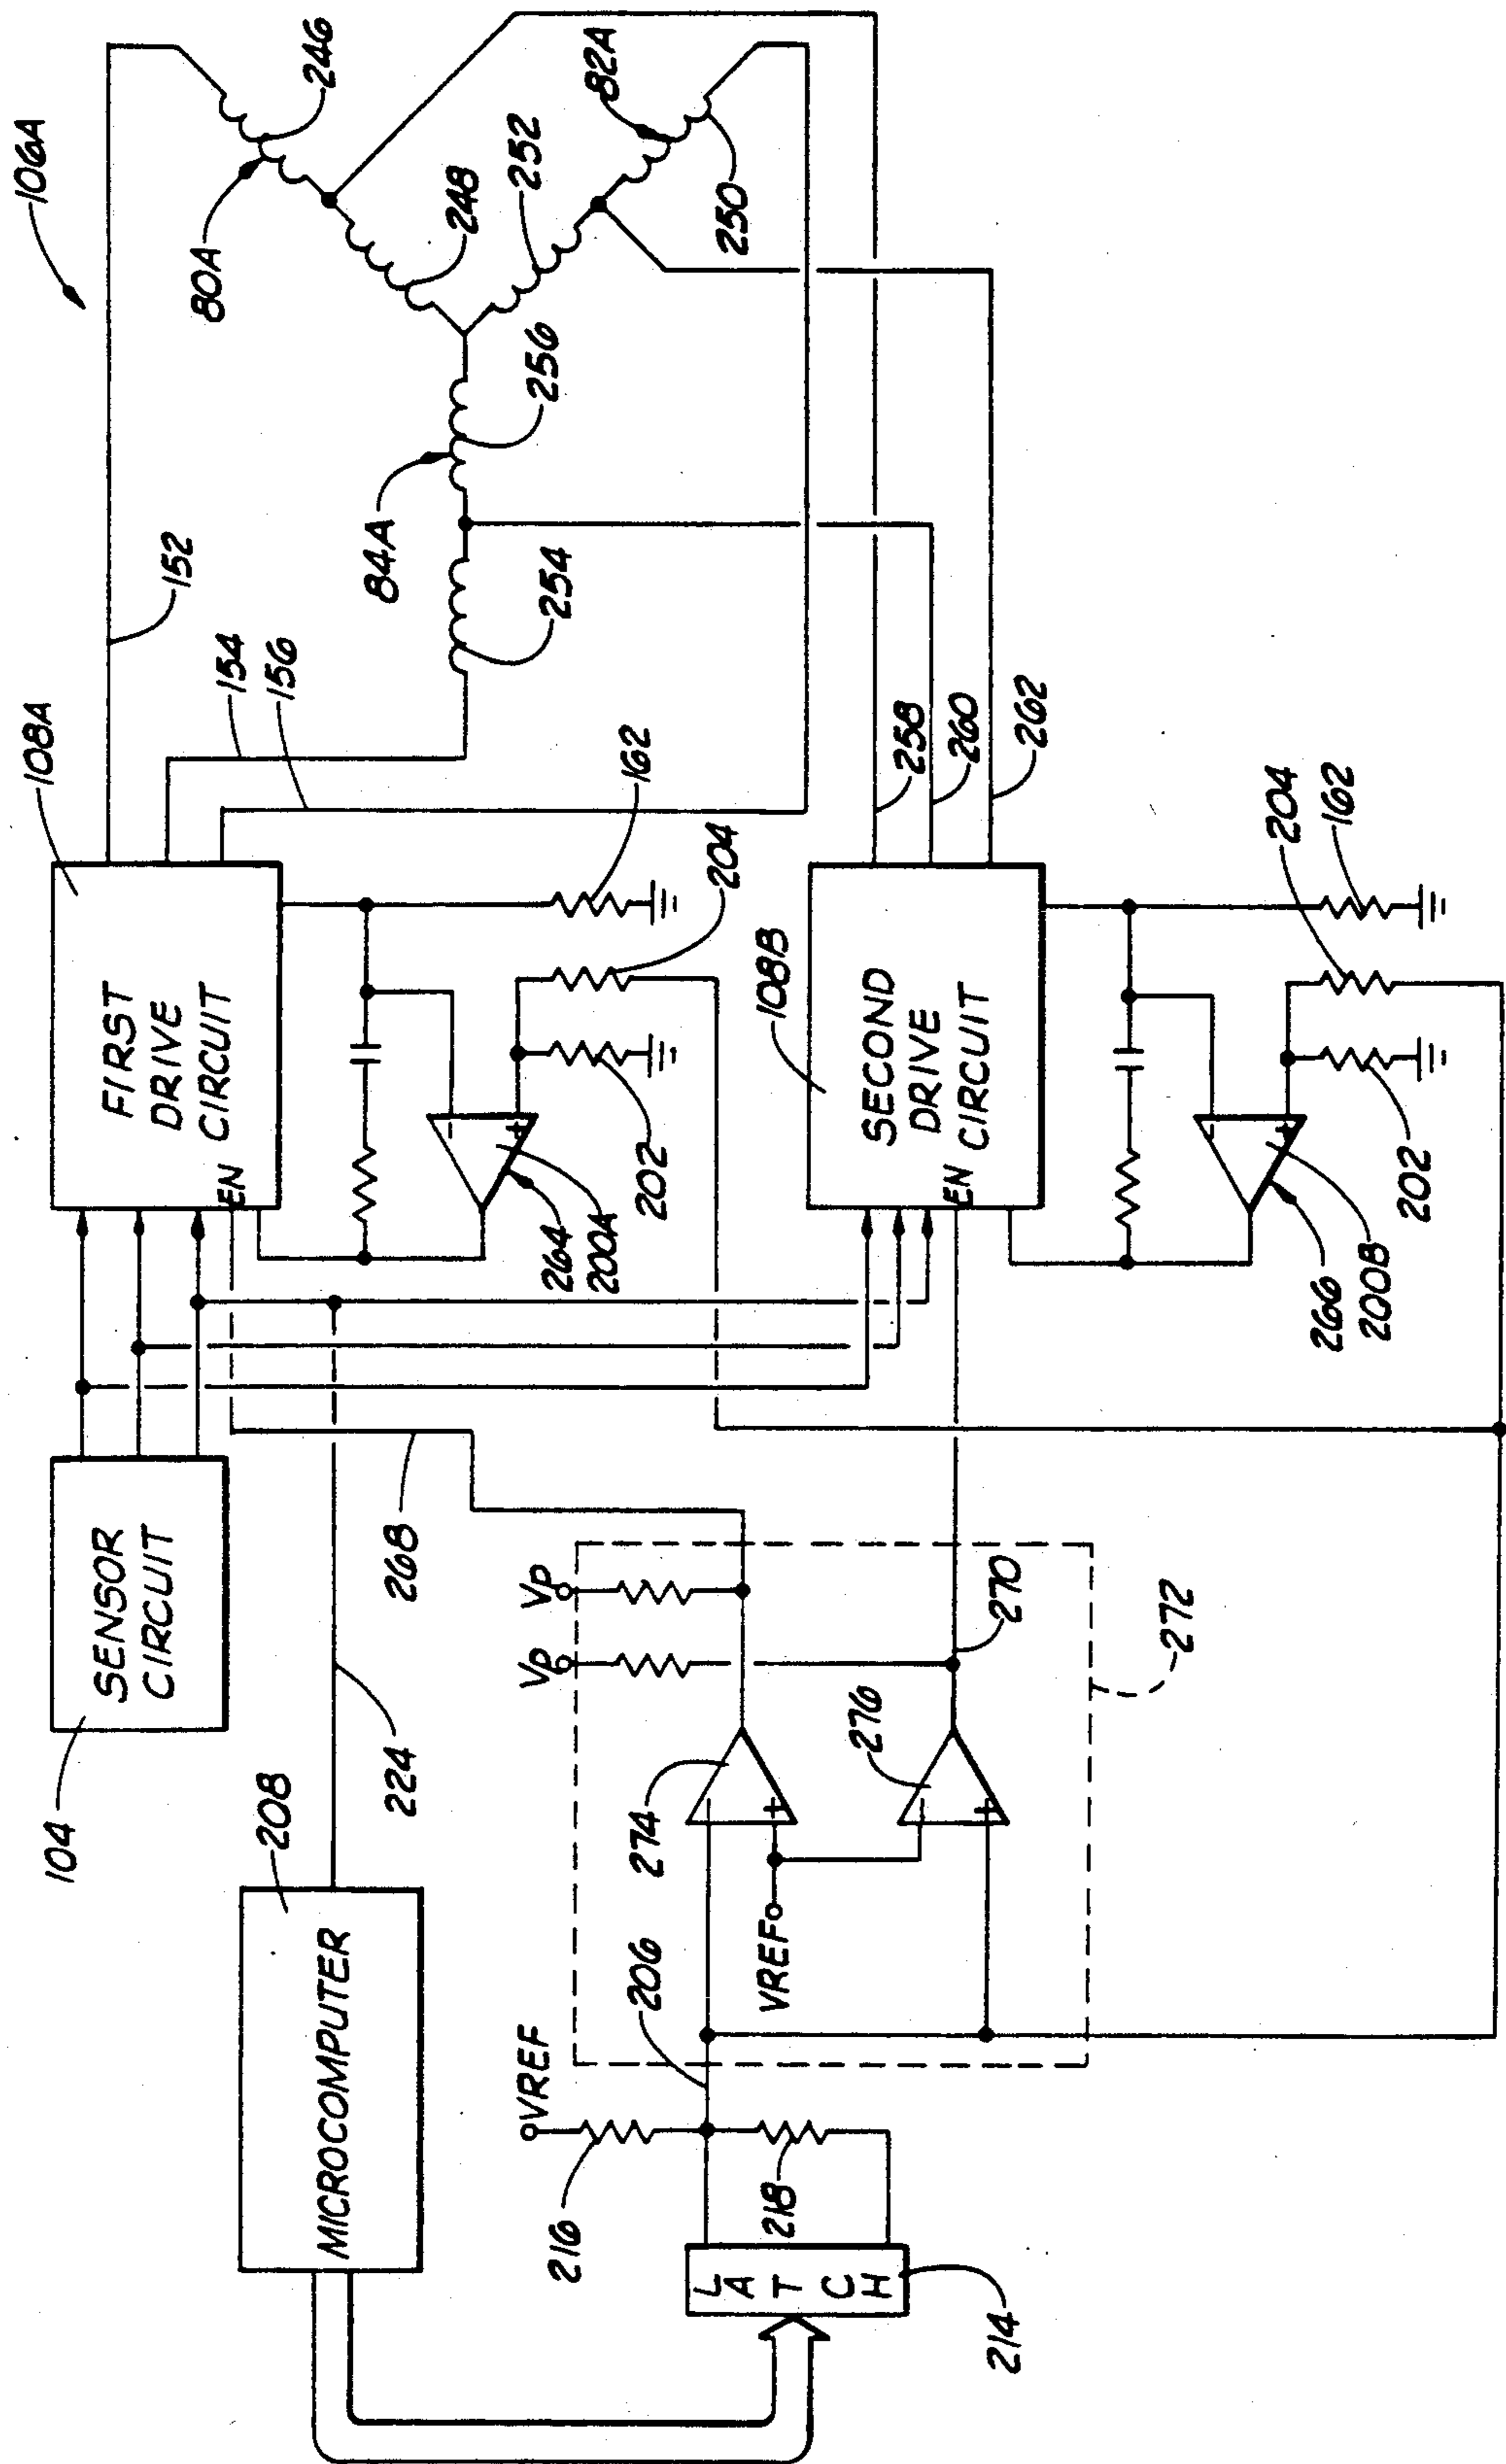 106A
80A
246
248
82A
252
250
84A
256
254
152
154
156
108A
FIRST
DRIVE
CIRCUIT
EN
162
204
202
264
200A
−
+
258
260
262
108B
SECOND
DRIVE
CIRCUIT
EN
204
162
202
266
200B
−
+
104
SENSOR
CIRCUIT
268
224
208
MICROCOMPUTER
VP
VP
270
272
274
−
+
276
−
+
VREF
206
VREF
216
218
LATCH
214